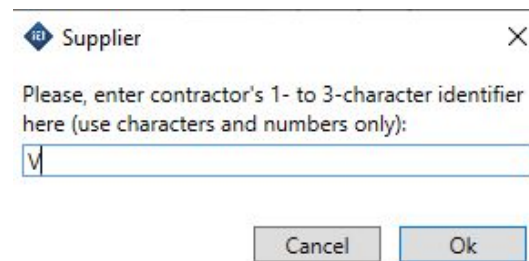 Supplier
Please, enter contractor's 1- to 3-character identifier
here (use characters and numbers only):
V
Cancel
Ok